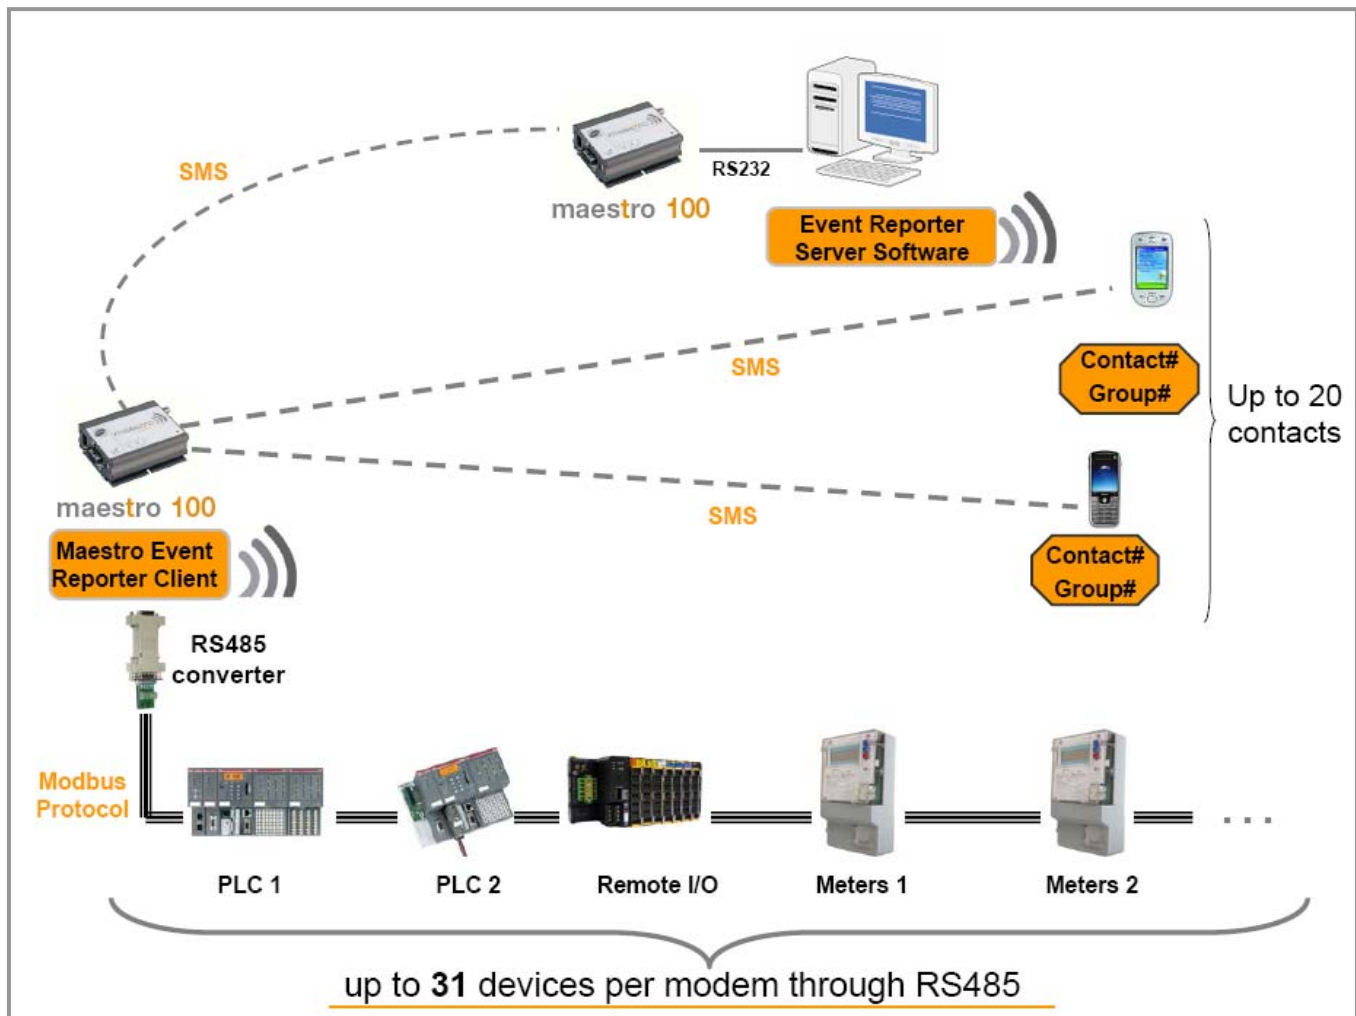 SMS
RS232
maestro 100
Event Reporter
Server Software
SMS
Contact#
Group#
Up to 20
contacts
maestro 100
SMS
Maestro Event
Reporter Client
Contact#
Group#
RS485
converter
Modbus
Protocol
PLC 1
PLC 2
Remote I/O
Meters 1
Meters 2
...
up to 31 devices per modem through RS485